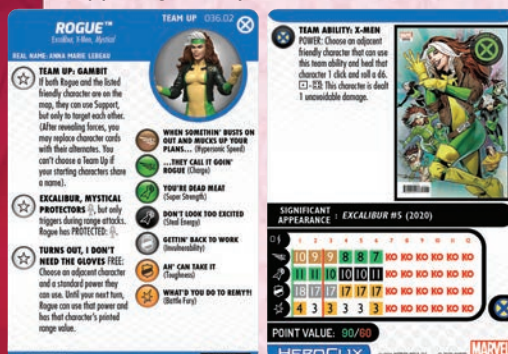 ROGUE™
Excalibur, X-Men, Mystical
TEAM UP 036.02
REAL NAME: ANNA MARIE LEBEAU
TEAM UP: GAMBIT
If both Rogue and the listed
friendly character are on the
map, they can use Support,
but only to target each other.
(After revealing forces, you
may replace character cards
with their alternates. You
can't choose a Team Up if
your starting characters share
a name).
EXCALIBUR, MYSTICAL
PROTECTORS , but only
triggers during range attacks.
Rogue has PROTECTED: .
TURNS OUT, I DON'T
NEED THE GLOVES FREE:
Choose an adjacent character
and a standard power they
can use. Until your next turn,
Rogue can use that power and
has that character's printed
range value.
WHEN SOMETHIN' BUSTS ON
OUT AND MUCKS UP YOUR
PLANS... (Hypersonic Speed)
...THEY CALL IT GOIN'
ROGUE (Charge)
YOU'RE DEAD MEAT
(Super Strength)
DON'T LOOK TOO EXCITED
(Steal Energy)
GETTIN' BACK TO WORK
(Invulnerability)
AH' CAN TAKE IT
(Toughness)
WHAT'D YOU DO TO REMY?!
(Battle Fury)
TEAM ABILITY: X-MEN
POWER: Choose an adjacent
friendly character that can use
this team ability and heal that
character 1 click and roll a d6.
This character is dealt
1 unavoidable damage.
SIGNIFICANT
APPEARANCE : EXCALIBUR #5 (2020)
1 2 3 4 5 6 7 8 9 10 11 12
10 9 9 8 8 7 KO KO KO KO KO KO
11 11 10 10 11 11 KO KO KO KO KO KO
18 17 17 17 17 17 KO KO KO KO KO KO
4 3 3 3 3 3 KO KO KO KO KO KO
POINT VALUE: 90/60
HEROCLIX
MARVEL